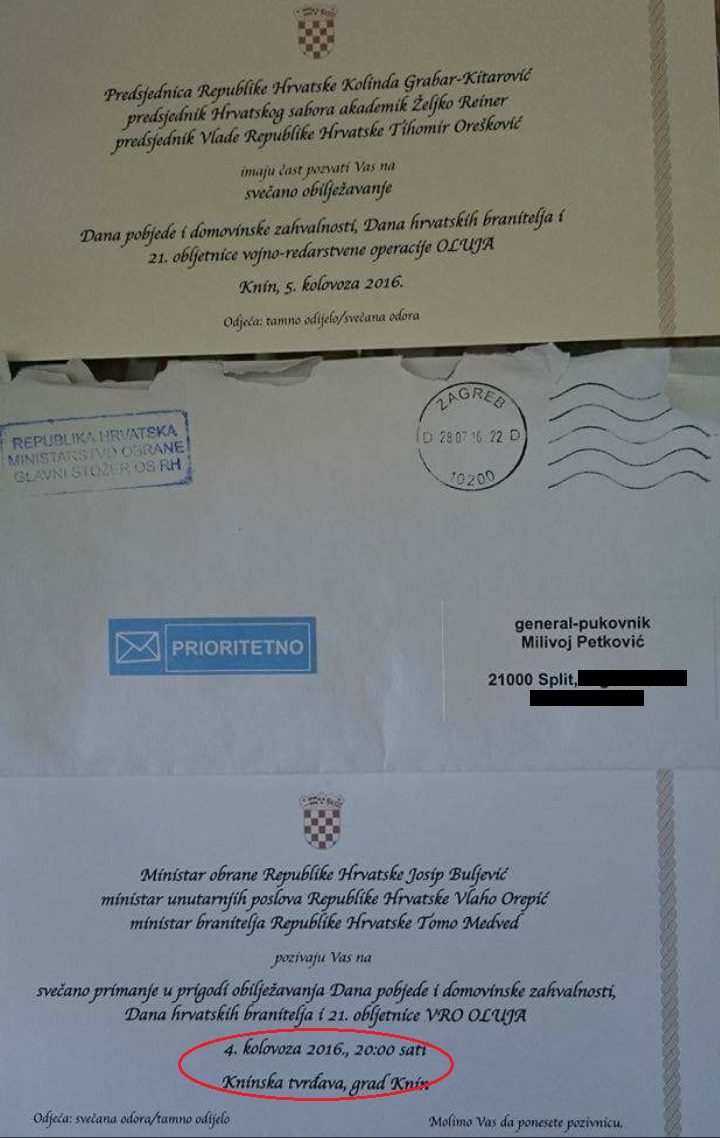 Predsjednica Republike Hrvatske Kolinda Grabar-Kitarović
predsjednik Hrvatskog sabora akademik Željko Reiner
predsjednik Vlade Republike Hrvatske Tihomir Orešković
imaju čast pozvati Vas na
svečano obilježavanje
Dana pobjede i domovinske zahvalnosti, Dana hrvatskih branitelja i
21. obljetnice vojno-redarstvene operacije OLUJA
Knin, 5. kolovoza 2016.
Odjeća: tamno odijelo/svečana odora
REPUBLIKA HRVATSKA
MINISTARSTVO OBRANE
GLAVNI STOŽER OS RH
ZAGREB
D 28 07 16. 22 D
10200
PRIORITETNO
general-pukovnik
Milivoj Petković
21000 Split,
Ministar obrane Republike Hrvatske Josip Buljević
ministar unutarnjih poslova Republike Hrvatske Vlaho Orepić
ministar branitelja Republike Hrvatske Tomo Medved
pozivaju Vas na
svečano primanje u prigodi obilježavanja Dana pobjede i domovinske zahvalnosti,
Dana hrvatskih branitelja i 21. obljetnice VRO OLUJA
4. kolovoza 2016., 20:00 sati
Kninska tvrđava, grad Knin
Odjeća: svečana odora/tamno odijelo
Molimo Vas da ponesete pozivnicu.